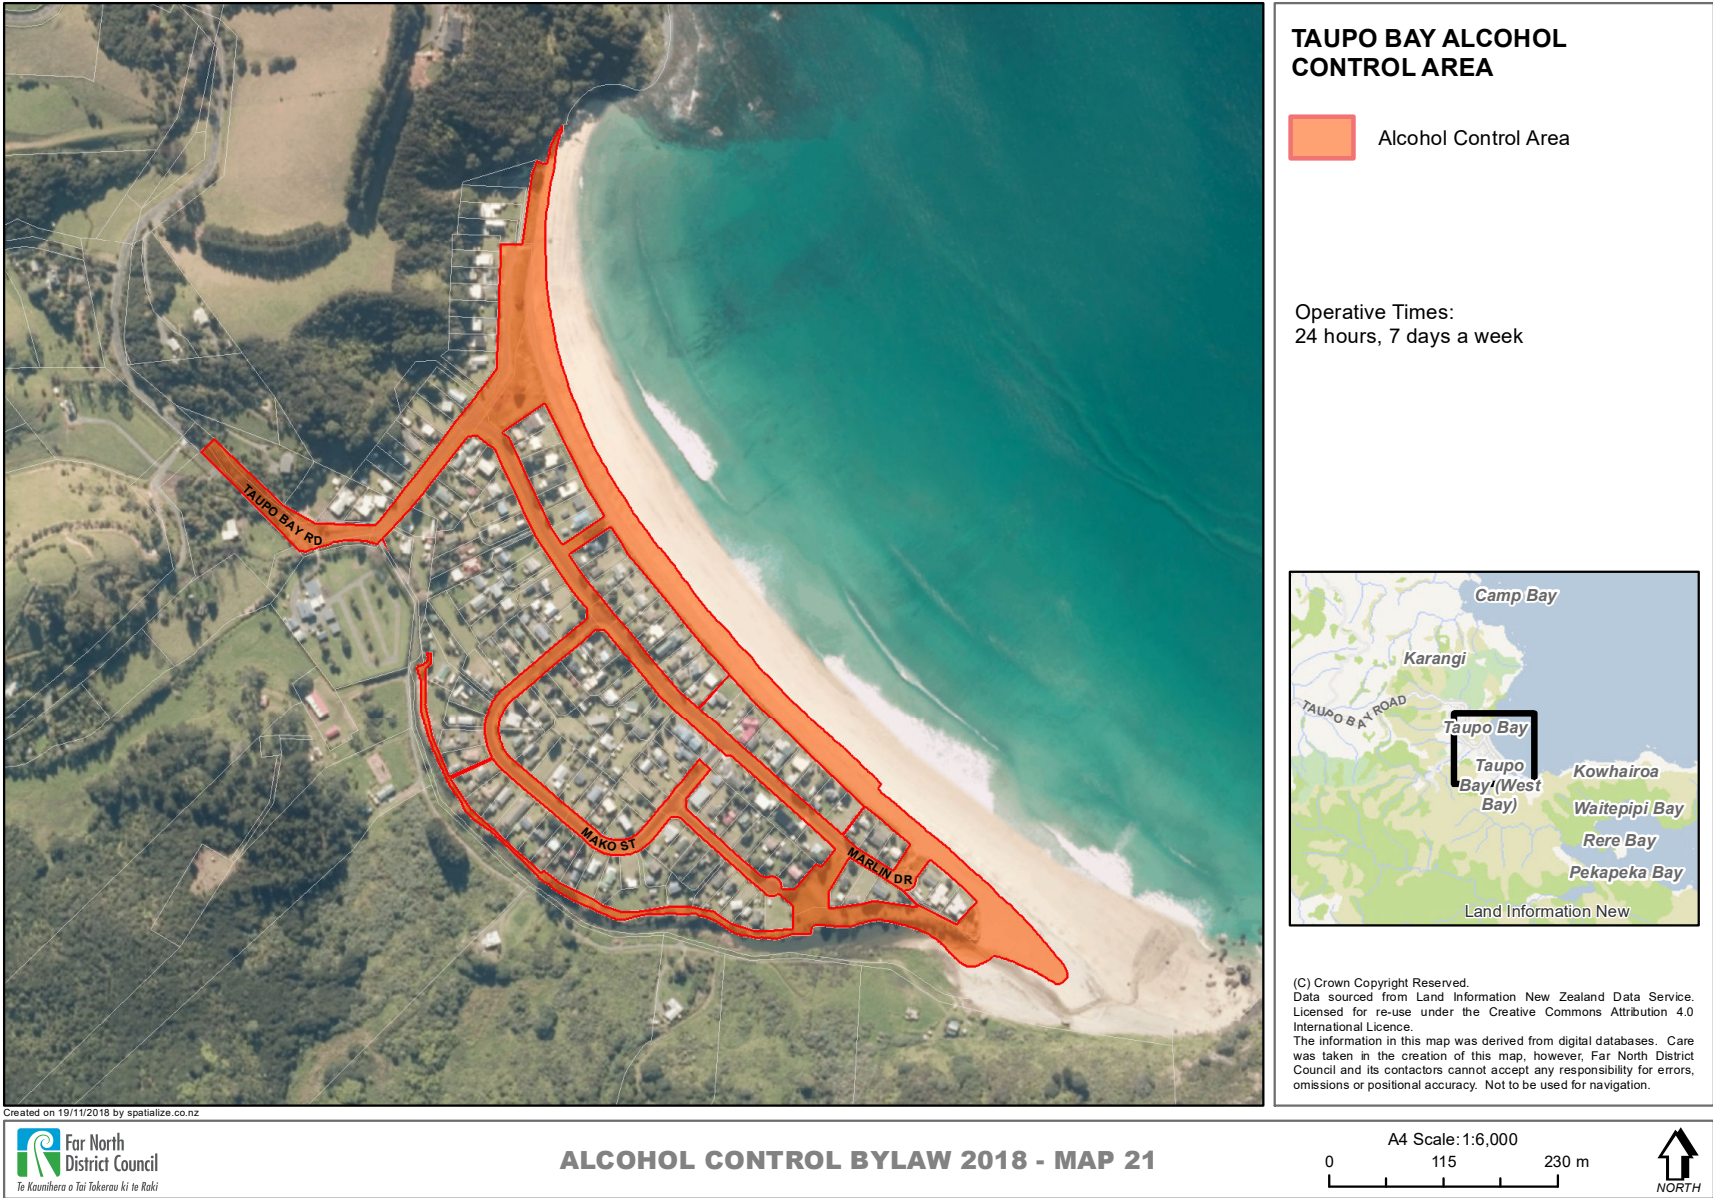 TAUPO BAY ALCOHOL
CONTROL AREA
Alcohol Control Area
Operative Times:
24 hours, 7 days a week
TAUPO BAY RD
MAKO ST
MARLIN DR
Camp Bay
Karangi
TAUPO BAY ROAD
Taupo Bay
Taupo
Bay (West
Bay)
Kowhairoa
Waitepipi Bay
Rere Bay
Pekapeka Bay
Land Information New
(C) Crown Copyright Reserved.
Data sourced from Land Information New Zealand Data Service.
Licensed for re-use under the Creative Commons Attribution 4.0
International Licence.
The information in this map was derived from digital databases. Care
was taken in the creation of this map, however, Far North District
Council and its contactors cannot accept any responsibility for errors,
omissions or positional accuracy. Not to be used for navigation.
Created on 19/11/2018 by spatialize.co.nz
Far North
District Council
Te Kaunihera o Tai Tokerau ki te Raki
ALCOHOL CONTROL BYLAW 2018 - MAP 21
A4 Scale: 1:6,000
0 115 230 m
NORTH